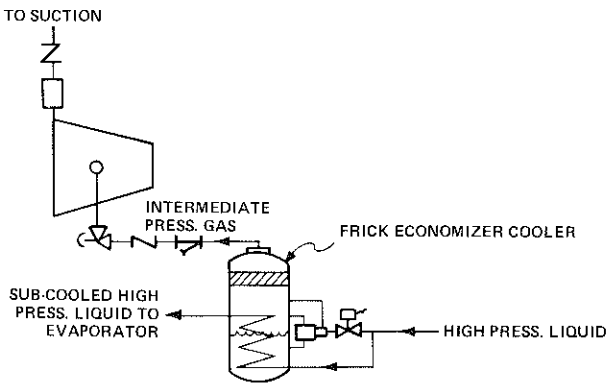 TO SUCTION
INTERMEDIATE
PRESS. GAS
FRICK ECONOMIZER COOLER
SUB-COOLED HIGH
PRESS. LIQUID TO
EVAPORATOR
HIGH PRESS. LIQUID